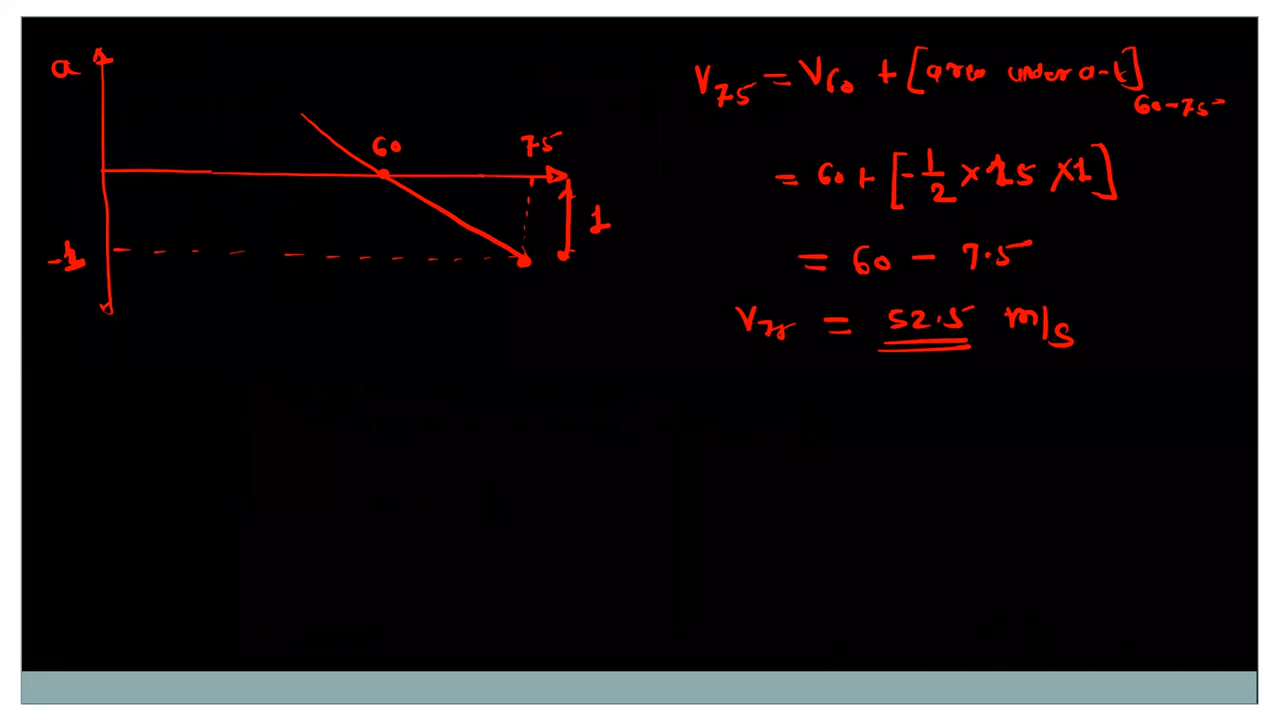 a
60
75
1
-1
V75 = V60 + [area under a-t]60-75
= 60 + [-1/2 × 15 × 1]
= 60 - 7.5
V75 = 52.5 m/s